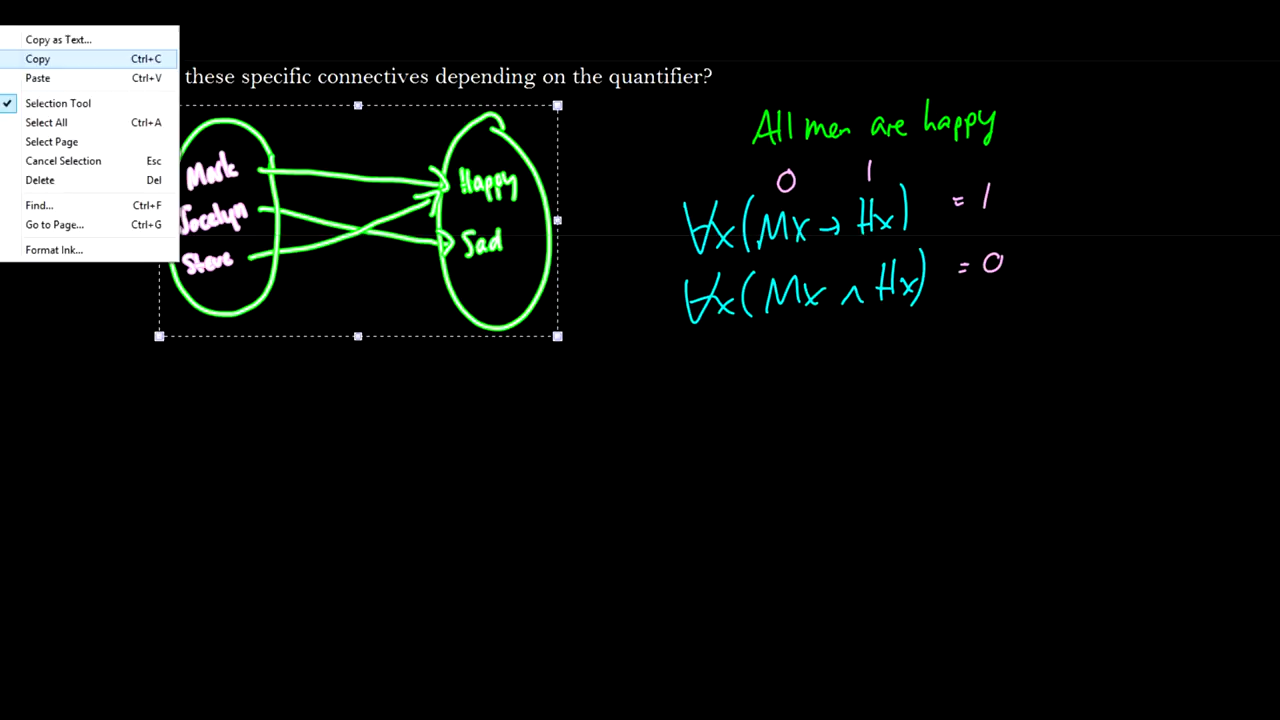 Copy as Text...
Copy Ctrl+C
Paste Ctrl+V
Selection Tool
Select All Ctrl+A
Select Page
Cancel Selection Esc
Delete Del
Find... Ctrl+F
Go to Page... Ctrl+G
Format Ink...
these specific connectives depending on the quantifier?
Mark
Jocelyn
Steve
Happy
Sad
All men are happy
0 1
∀x(Mx → Hx) = 1
∀x(Mx ∧ Hx) = 0